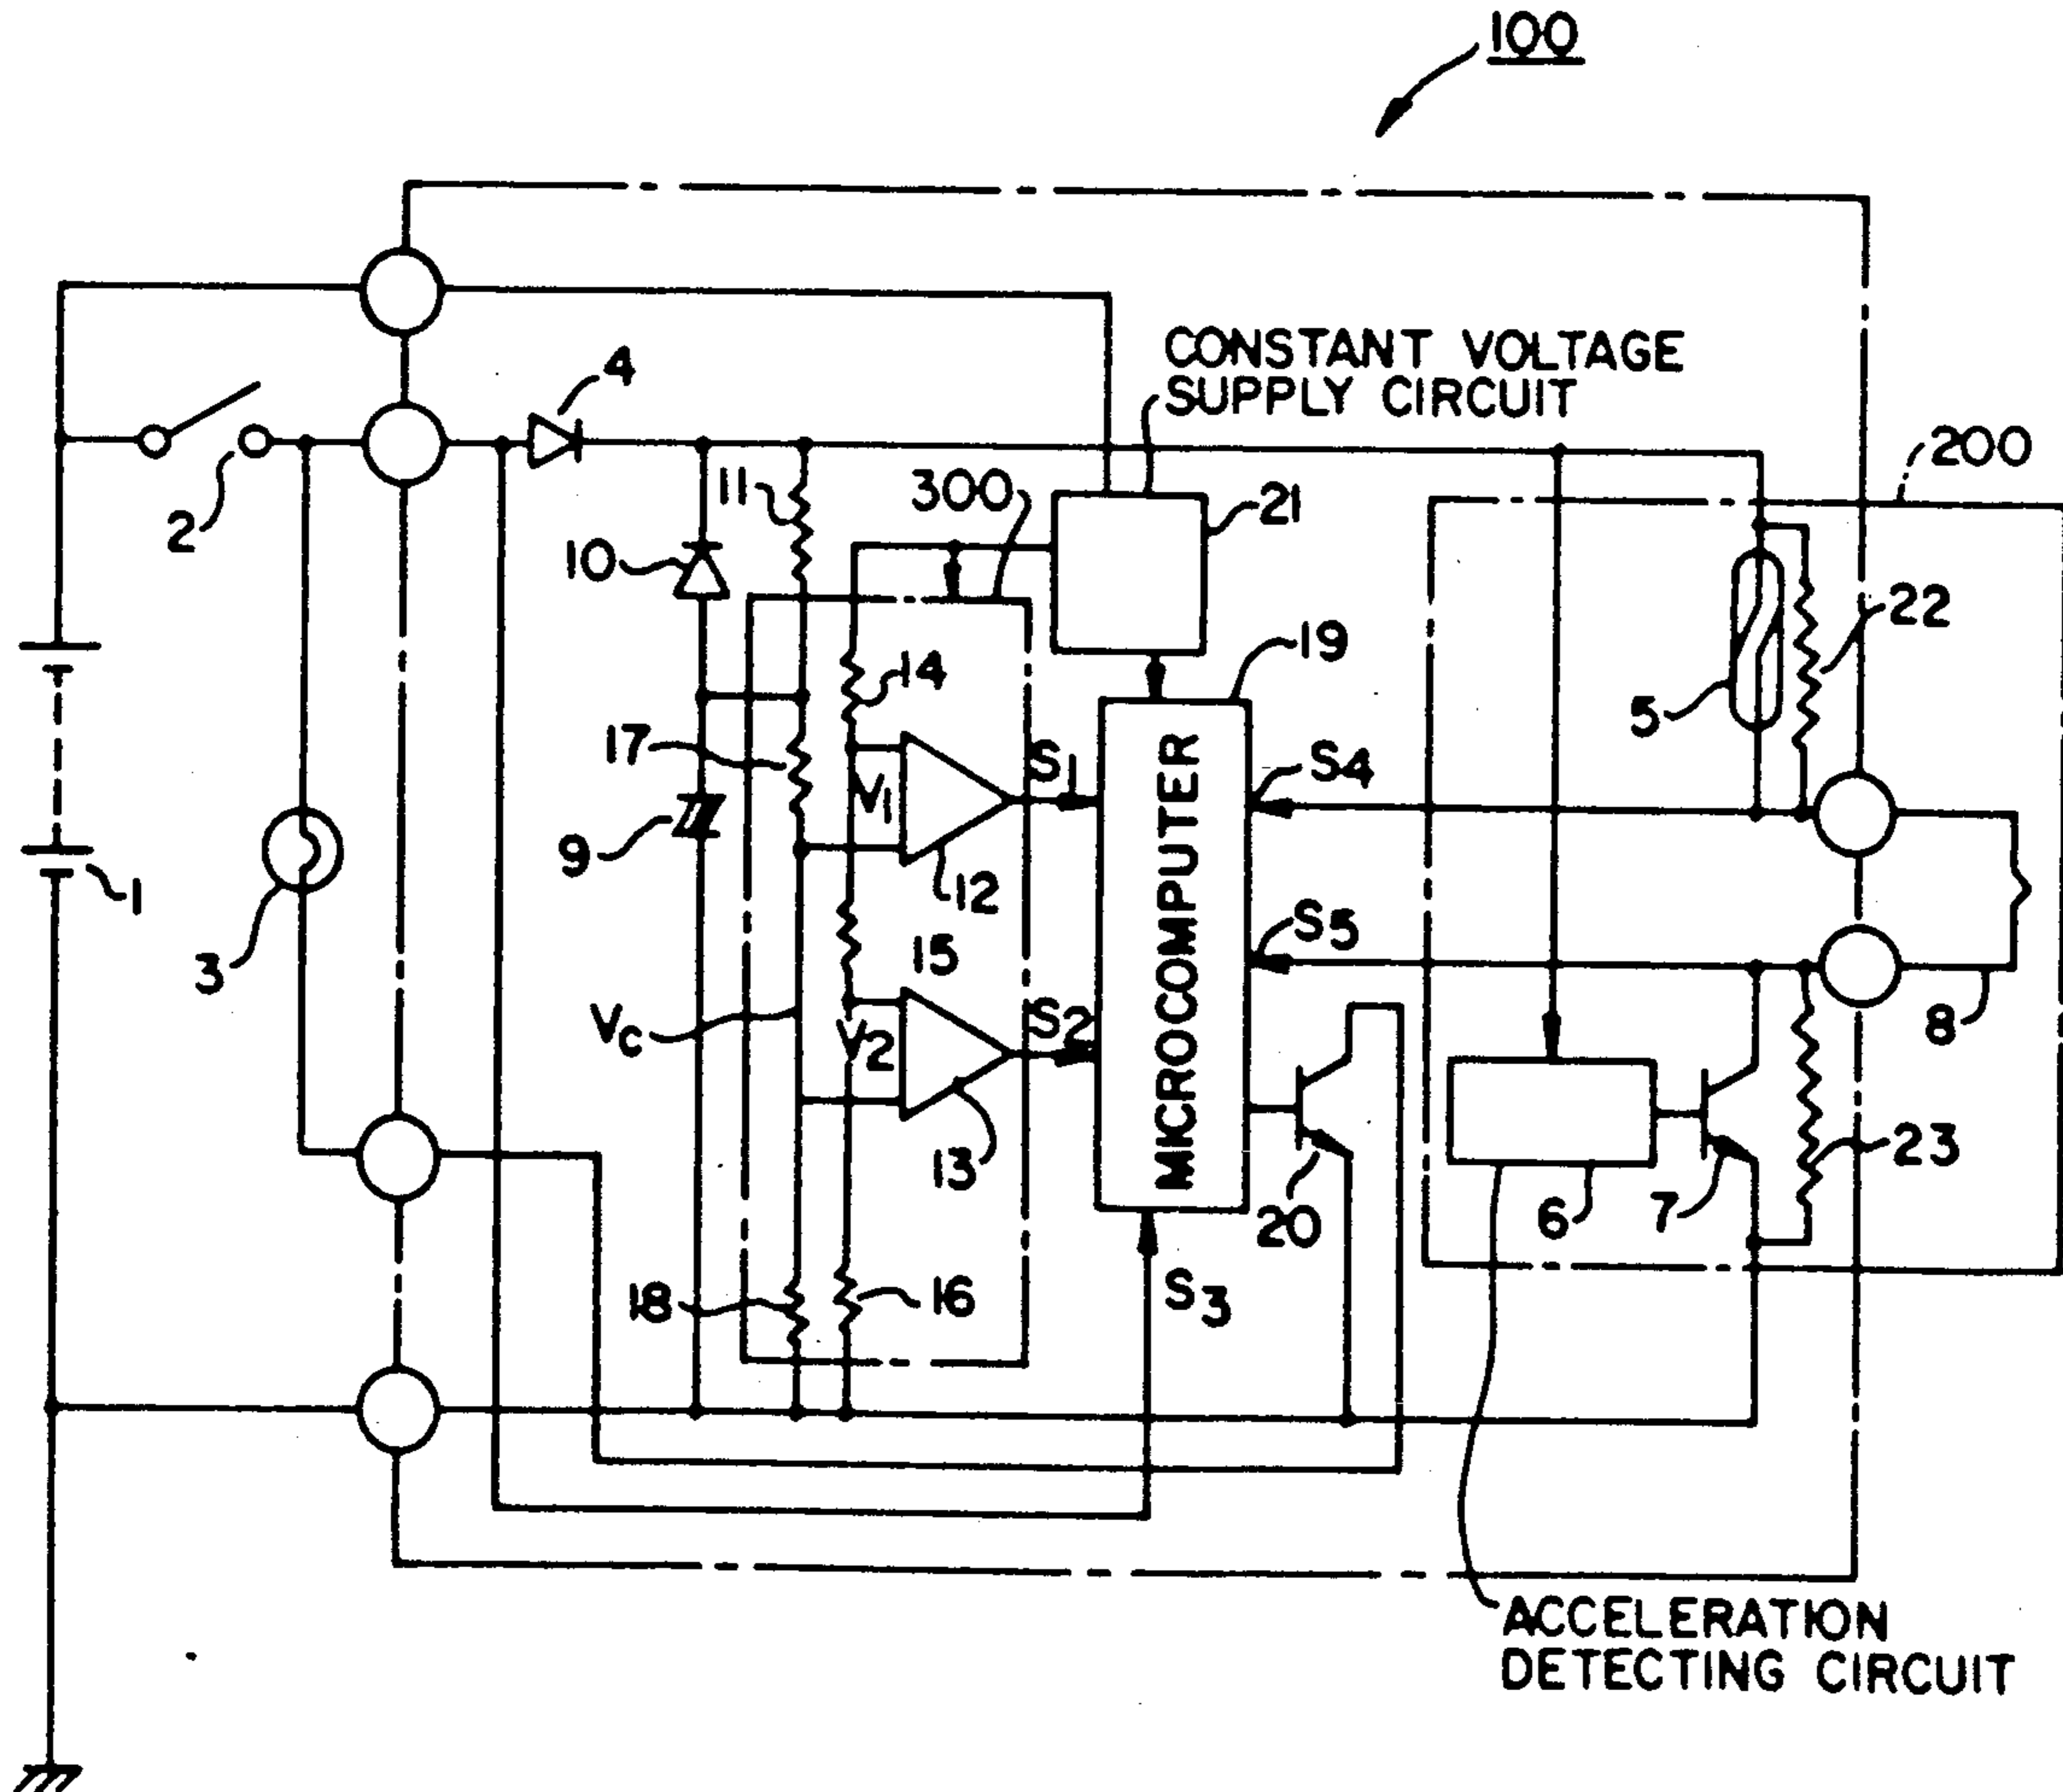 100
CONSTANT VOLTAGE
SUPPLY CIRCUIT
4
200
2
11
300
21
10
22
14
19
5
17
S1
S4
V1
9
12
1
MICROCOMPUTER
3
15
S5
Vc
V2
S2
8
13
20
6
7
23
18
16
S3
ACCELERATION
DETECTING CIRCUIT